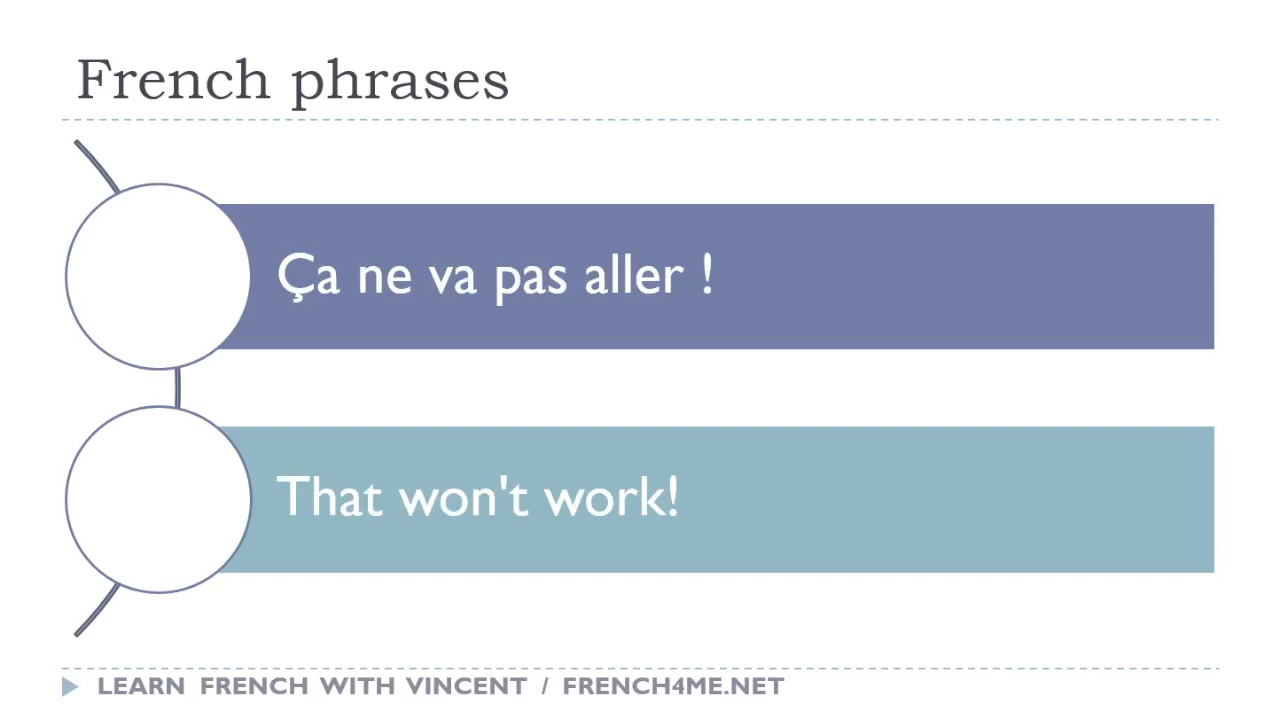 French phrases
Ça ne va pas aller !
That won't work!
LEARN FRENCH WITH VINCENT / FRENCH4ME.NET